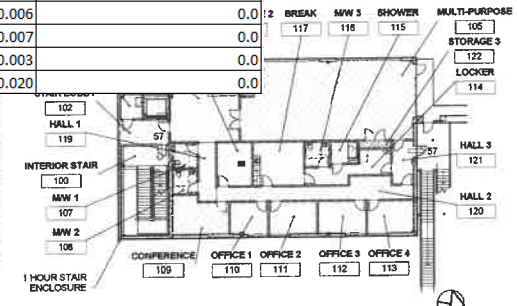 0.006 0.0
0.007 0.0
0.003 0.0
0.020 0.0
2 BREAK M/W 3 SHOWER MULTI-PURPOSE
117 116 115 105
STORAGE 3
122
LOCKER
114
STAIR LOBBY
102
HALL 1
119
57
INTERIOR STAIR
100
M/W 1
107
M/W 2
108
57
HALL 3
121
HALL 2
120
CONFERENCE OFFICE 1 OFFICE 2 OFFICE 3 OFFICE 4
109 110 111 112 113
1 HOUR STAIR
ENCLOSURE